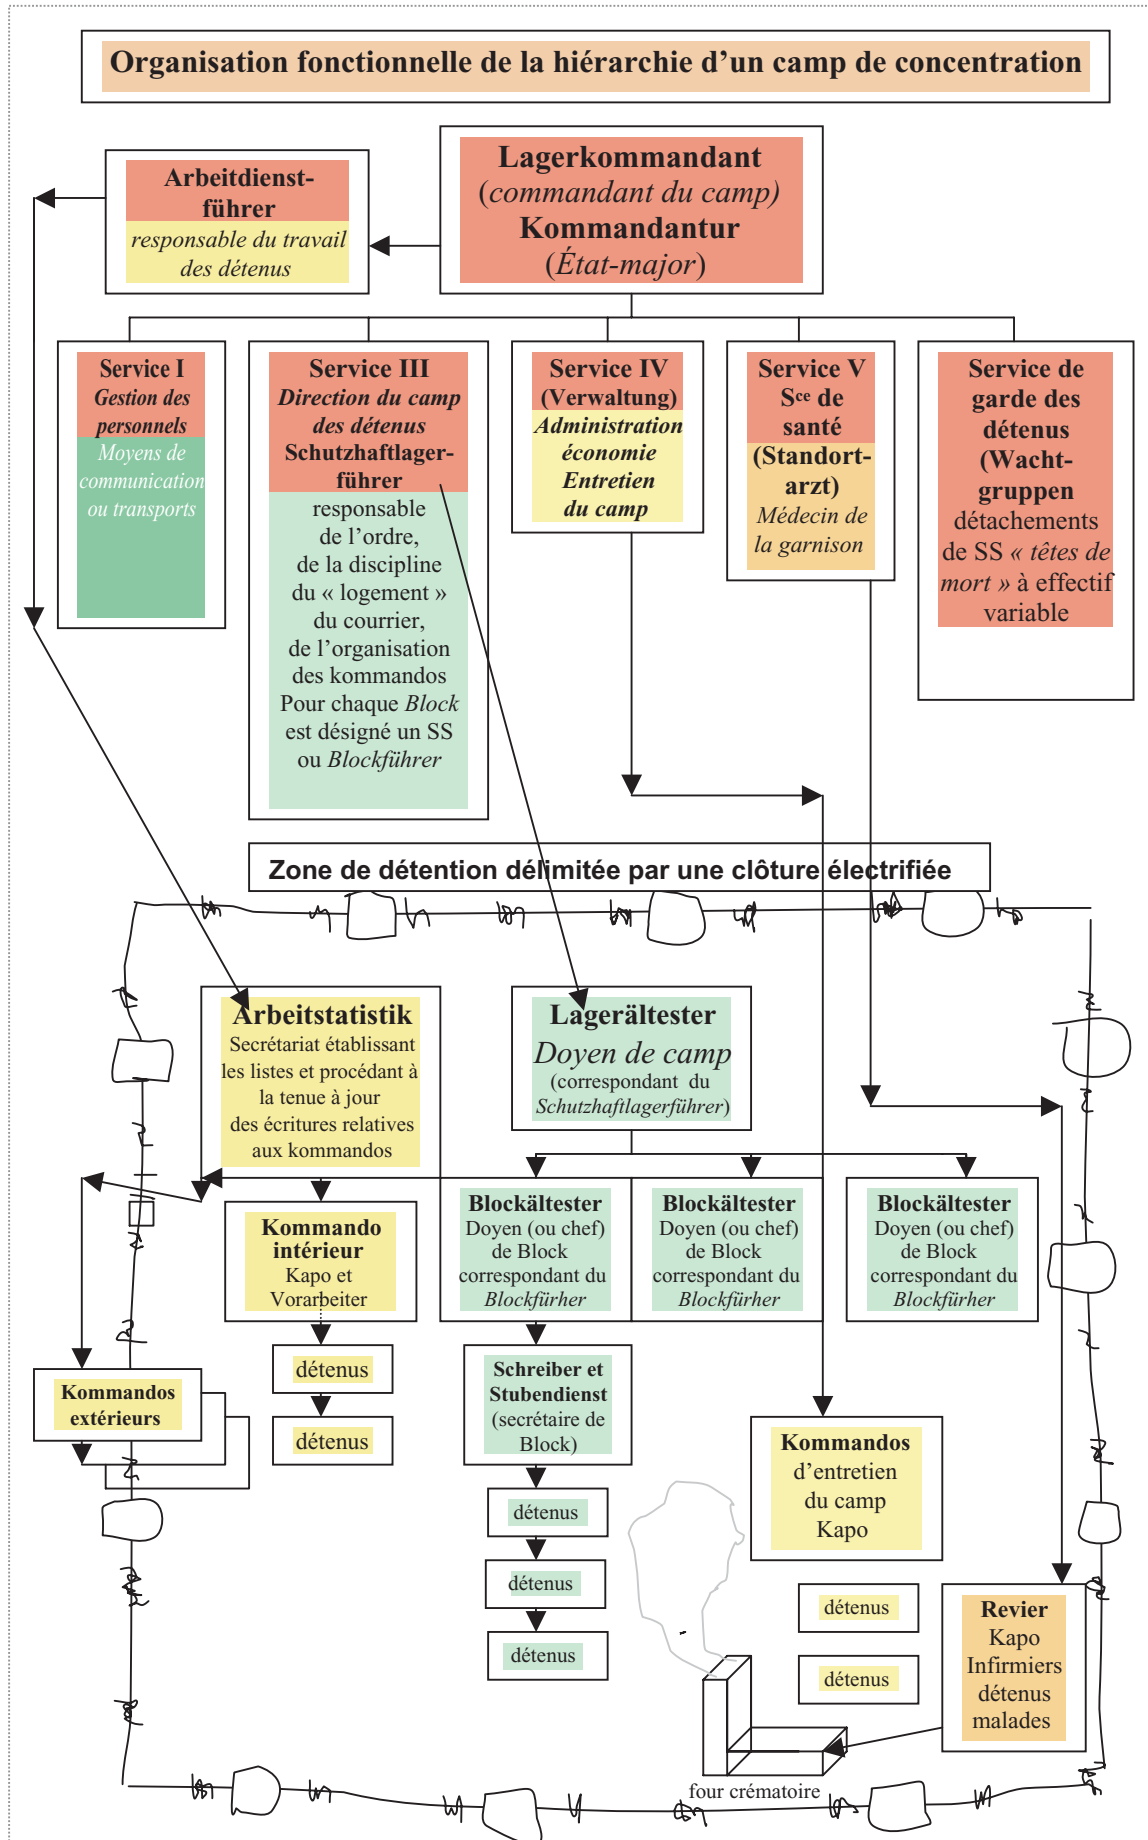 Organisation fonctionnelle de la hiérarchie d’un camp de concentration
Lagerkommandant
(commandant du camp)
Kommandantur
(État-major)
Arbeitdienst-
führer
responsable du travail
des détenus
Service I
Gestion des
personnels
Moyens de
communication
ou transports
Service III
Direction du camp
des détenus
Schutzhaftlager-
führer
responsable
de l’ordre,
de la discipline
du « logement »
du courrier,
de l’organisation
des kommandos
Pour chaque Block
est désigné un SS
ou Blockführer
Service IV
(Verwaltung)
Administration
économie
Entretien
du camp
Service V
Sce de
santé
(Standort-
arzt)
Médecin de
la garnison
Service de
garde des
détenus
(Wacht-
gruppen
détachements
de SS « têtes de
mort » à effectif
variable
Zone de détention délimitée par une clôture électrifiée
Arbeitstatistik
Secrétariat établissant
les listes et procédant à
la tenue à jour
des écritures relatives
aux kommandos
Lagerältester
Doyen de camp
(correspondant du
Schutzhaftlagerführer)
Kommando
intérieur
Kapo et
Vorarbeiter
Blockältester
Doyen (ou chef)
de Block
correspondant du
Blockfürher
Blockältester
Doyen (ou chef)
de Block
correspondant du
Blockfürher
Blockältester
Doyen (ou chef)
de Block
correspondant du
Blockfürher
Kommandos
extérieurs
détenus
détenus
Schreiber et
Stubendienst
(secrétaire de
Block)
détenus
détenus
détenus
Kommandos
d’entretien
du camp
Kapo
détenus
détenus
Revier
Kapo
Infirmiers
détenus
malades
four crématoire